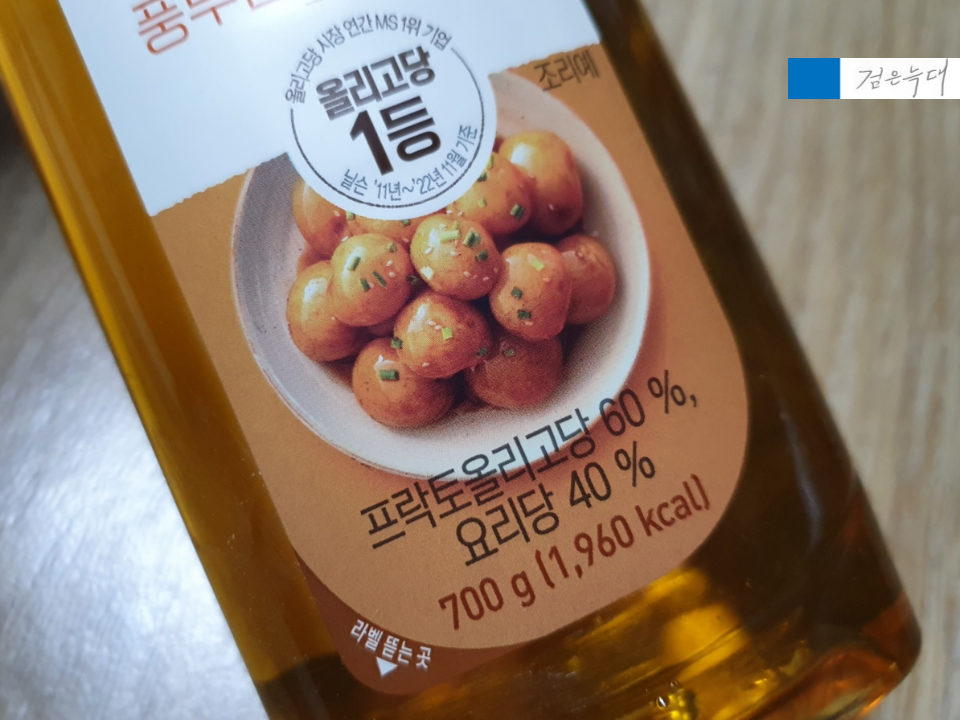 검은늑대
올리고당 시장 연간 MS 1위 기업
올리고당
1등
닐슨 '11년~'22년 11월 기준
조리예
프락토올리고당 60 %,
요리당 40 %
700 g (1,960 kcal)
라벨 뜯는 곳